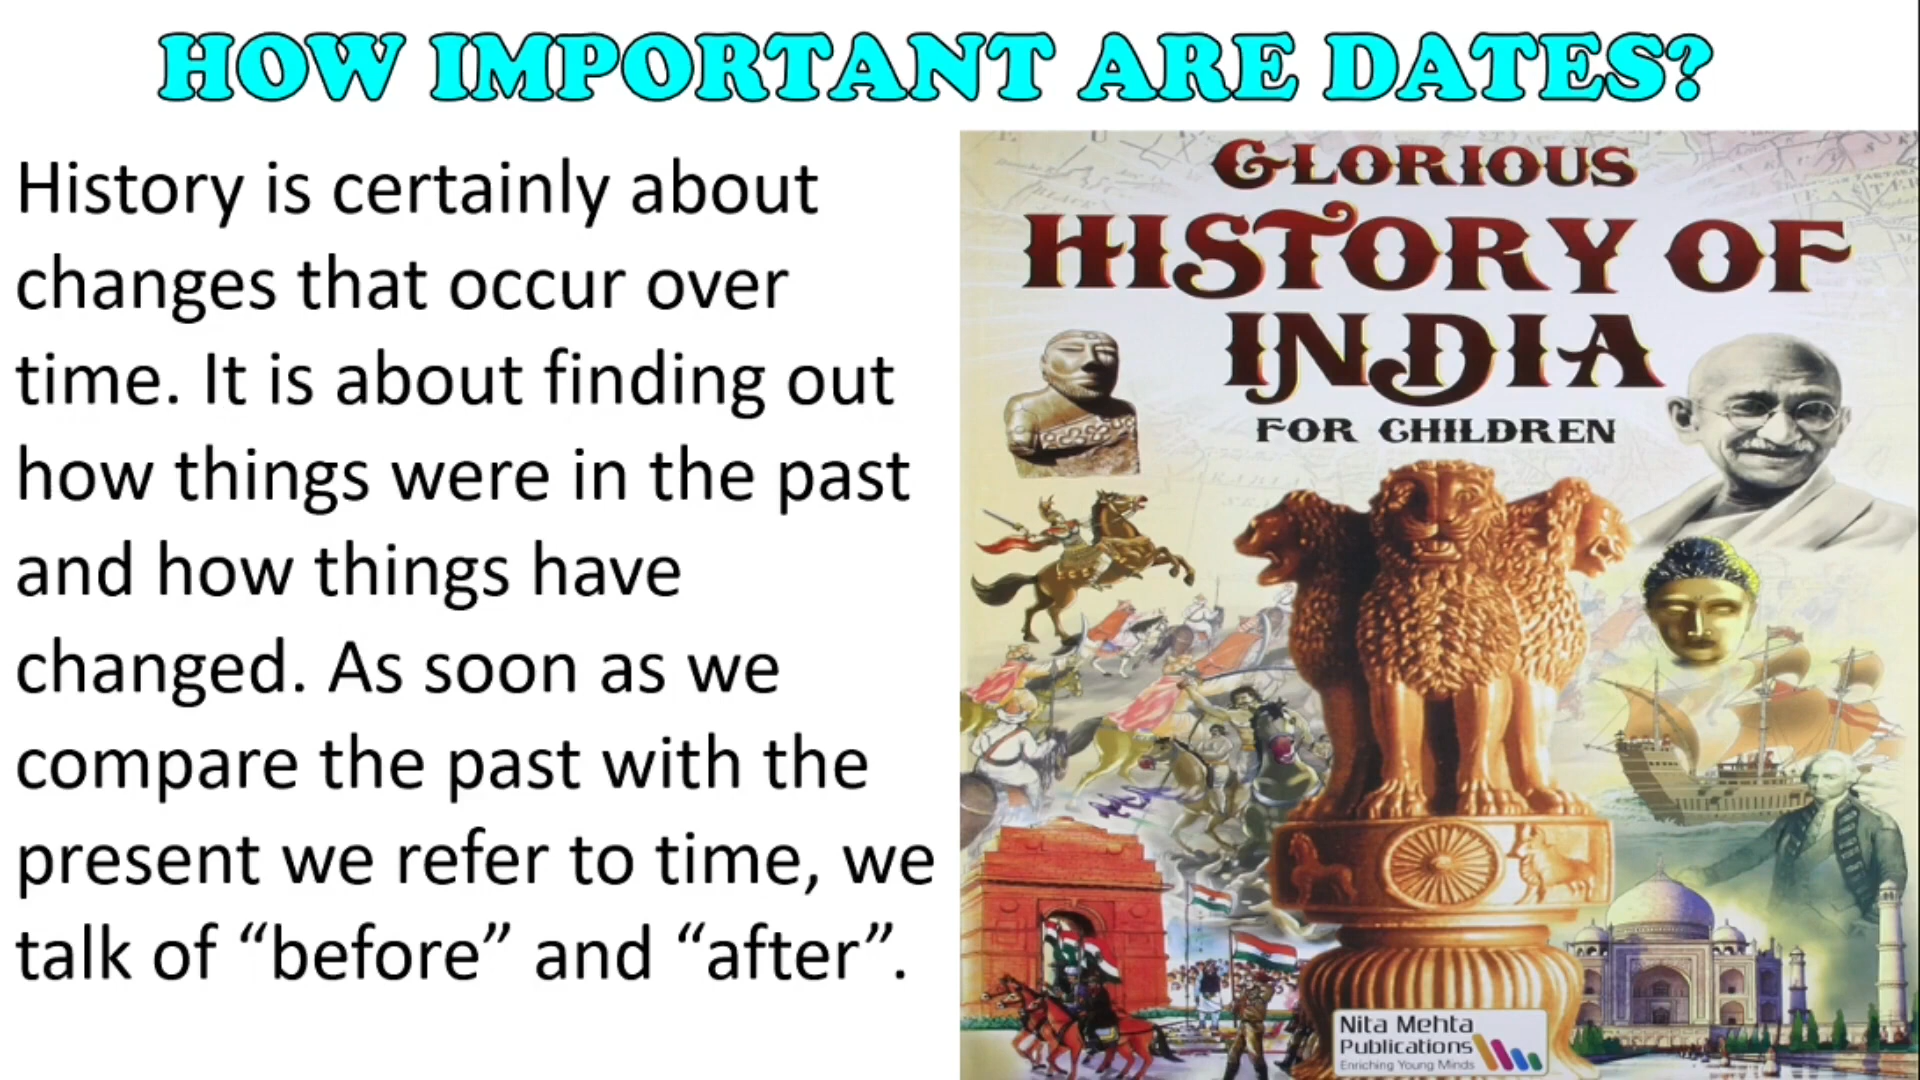 HOW IMPORTANT ARE DATES?
History is certainly about
changes that occur over
time. It is about finding out
how things were in the past
and how things have
changed. As soon as we
compare the past with the
present we refer to time, we
talk of “before” and “after”.
GLORIOUS
HISTORY OF
INDIA
FOR CHILDREN
Nita Mehta
Publications
Enriching Young Minds